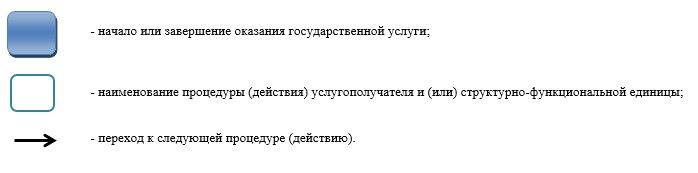 - начало или завершение оказания государственной услуги;
- наименование процедуры (действия) услугополучателя и (или) структурно-функциональной единицы;
- переход к следующей процедуре (действию).